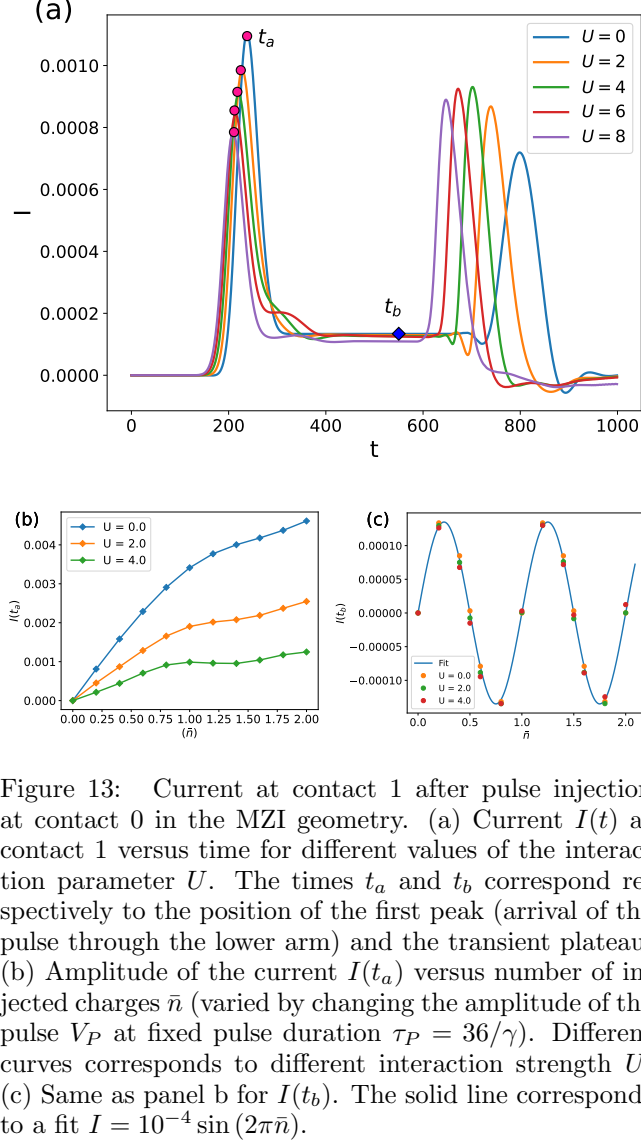 (a)
t_a
U = 0
U = 2
U = 4
U = 6
U = 8
0.0010
0.0008
0.0006
0.0004
0.0002
0.0000
I
t_b
0 200 400 600 800 1000
t
(b)
U = 0.0
U = 2.0
U = 4.0
0.004
0.003
0.002
0.001
0.000
I(t_a)
0.00 0.25 0.50 0.75 1.00 1.25 1.50 1.75 2.00
(n̄)
(c)
0.00010
0.00005
0.00000
−0.00005
−0.00010
I(t_b)
Fit
U = 0.0
U = 2.0
U = 4.0
0.0 0.5 1.0 1.5 2.0
n̄
Figure 13: Current at contact 1 after pulse injection
at contact 0 in the MZI geometry. (a) Current I(t) a
contact 1 versus time for different values of the interac-
tion parameter U. The times t_a and t_b correspond re
spectively to the position of the first peak (arrival of th
pulse through the lower arm) and the transient plateau
(b) Amplitude of the current I(t_a) versus number of in
jected charges n̄ (varied by changing the amplitude of th
pulse V_P at fixed pulse duration τ_P = 36/γ). Differen
curves corresponds to different interaction strength U
(c) Same as panel b for I(t_b). The solid line correspond
to a fit I = 10⁻⁴ sin (2πn̄).